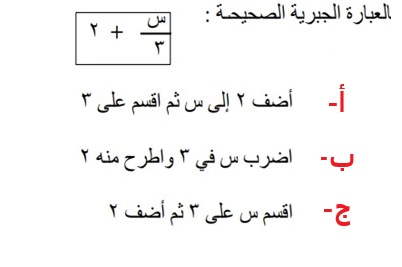 العبارة الجبرية الصحيحة :
س/٣ + ٢
أ- أضف ٢ إلى س ثم اقسم على ٣
ب- اضرب س في ٣ واطرح منه ٢
ج- اقسم س على ٣ ثم أضف ٢